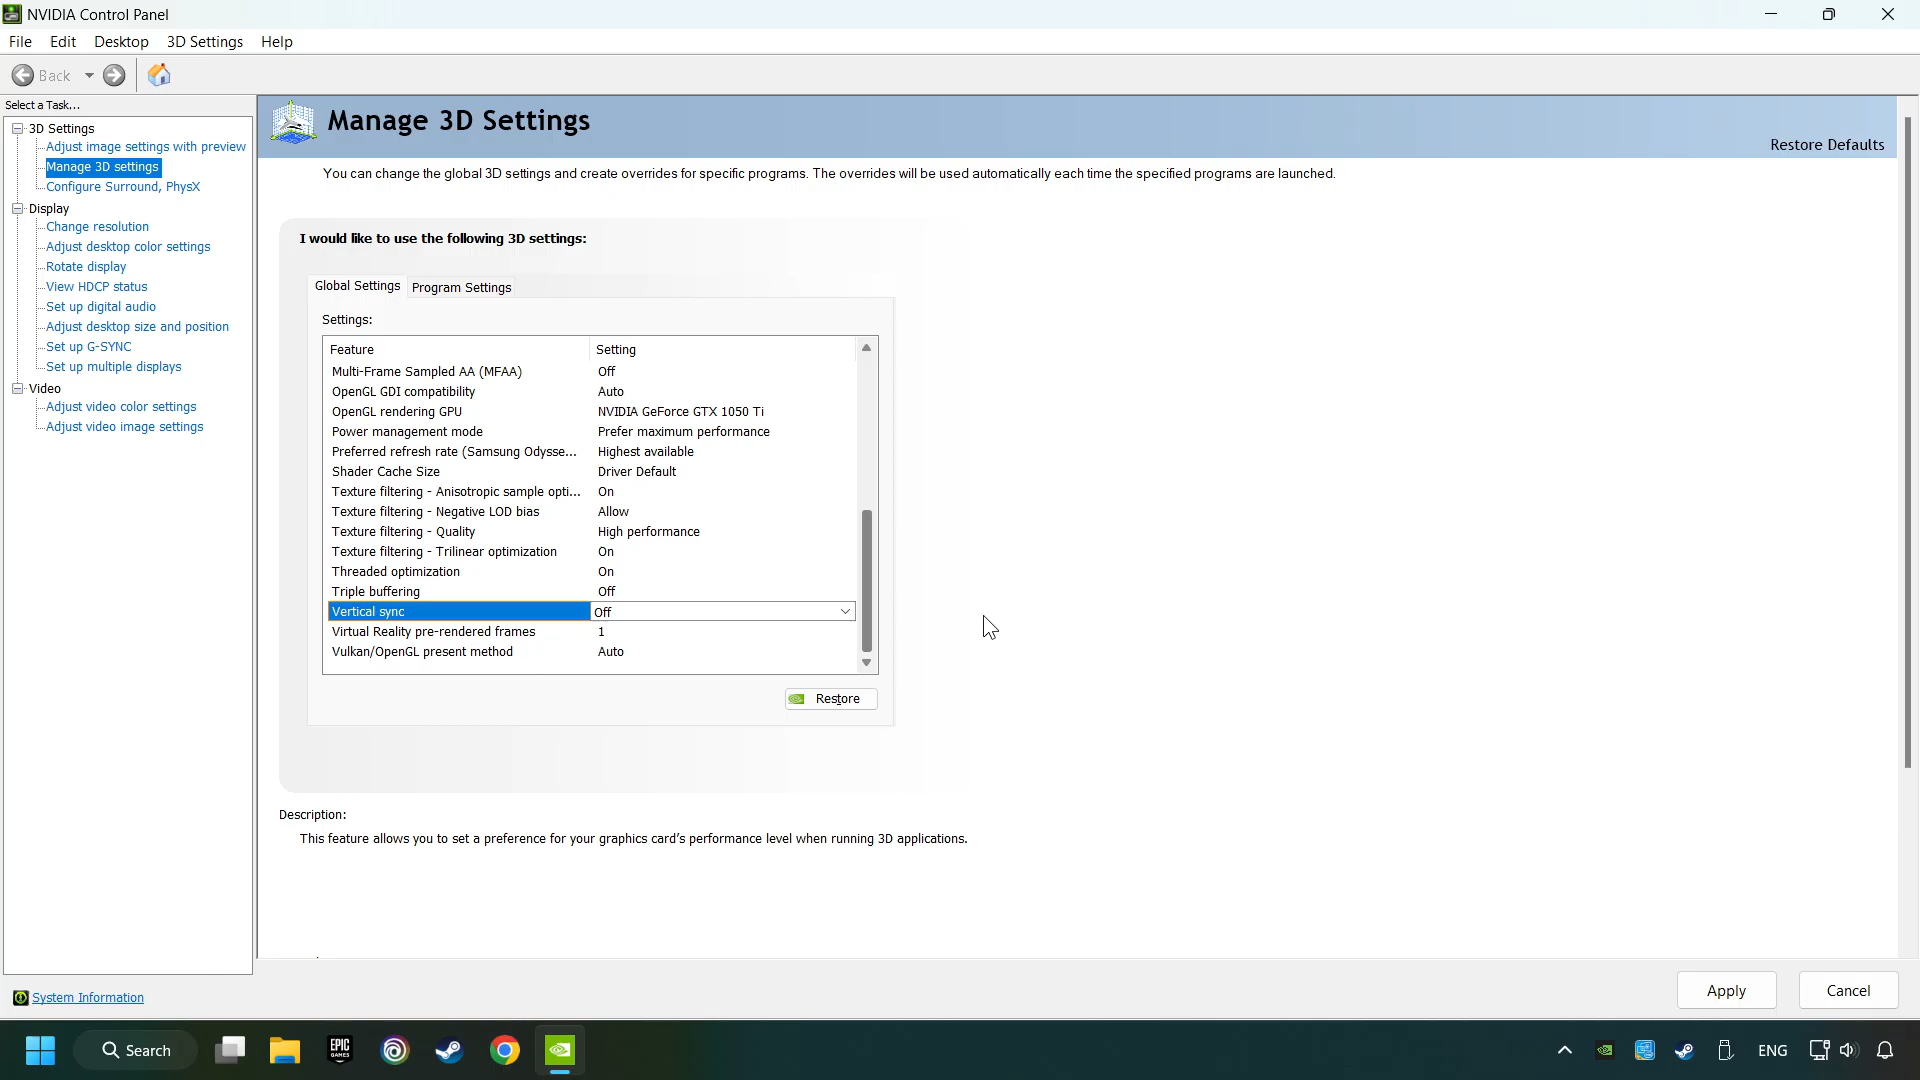 NVIDIA Control Panel
File Edit Desktop 3D Settings Help
Back
Select a Task...
3D Settings
Adjust image settings with preview
Manage 3D settings
Configure Surround, PhysX
Display
Change resolution
Adjust desktop color settings
Rotate display
View HDCP status
Set up digital audio
Adjust desktop size and position
Set up G-SYNC
Set up multiple displays
Video
Adjust video color settings
Adjust video image settings
System Information
Manage 3D Settings
Restore Defaults
You can change the global 3D settings and create overrides for specific programs. The overrides will be used automatically each time the specified programs are launched.
I would like to use the following 3D settings:
Global Settings Program Settings
Settings:
Feature Setting
Multi-Frame Sampled AA (MFAA) Off
OpenGL GDI compatibility Auto
OpenGL rendering GPU NVIDIA GeForce GTX 1050 Ti
Power management mode Prefer maximum performance
Preferred refresh rate (Samsung Odysse... Highest available
Shader Cache Size Driver Default
Texture filtering - Anisotropic sample opti... On
Texture filtering - Negative LOD bias Allow
Texture filtering - Quality High performance
Texture filtering - Trilinear optimization On
Threaded optimization On
Triple buffering Off
Vertical sync Off
Virtual Reality pre-rendered frames 1
Vulkan/OpenGL present method Auto
Restore
Description:
This feature allows you to set a preference for your graphics card's performance level when running 3D applications.
Apply Cancel
Search
EPIC
GAMES
ENG